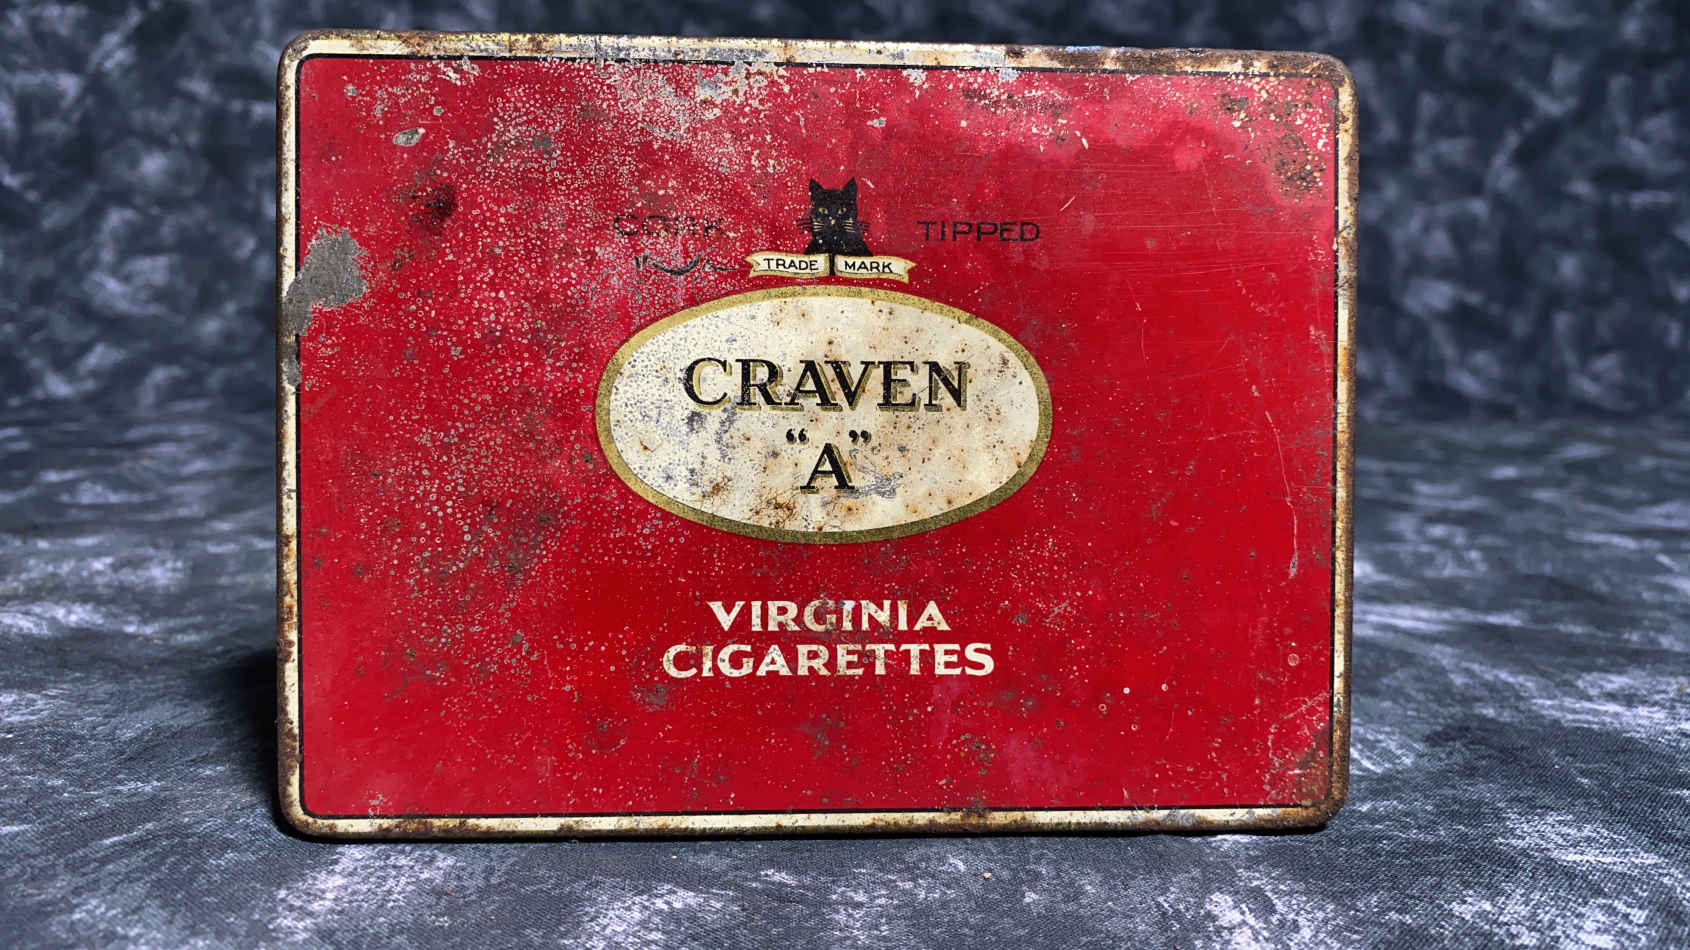 CORK TIPPED
TRADE MARK
CRAVEN
“A”
VIRGINIA
CIGARETTES